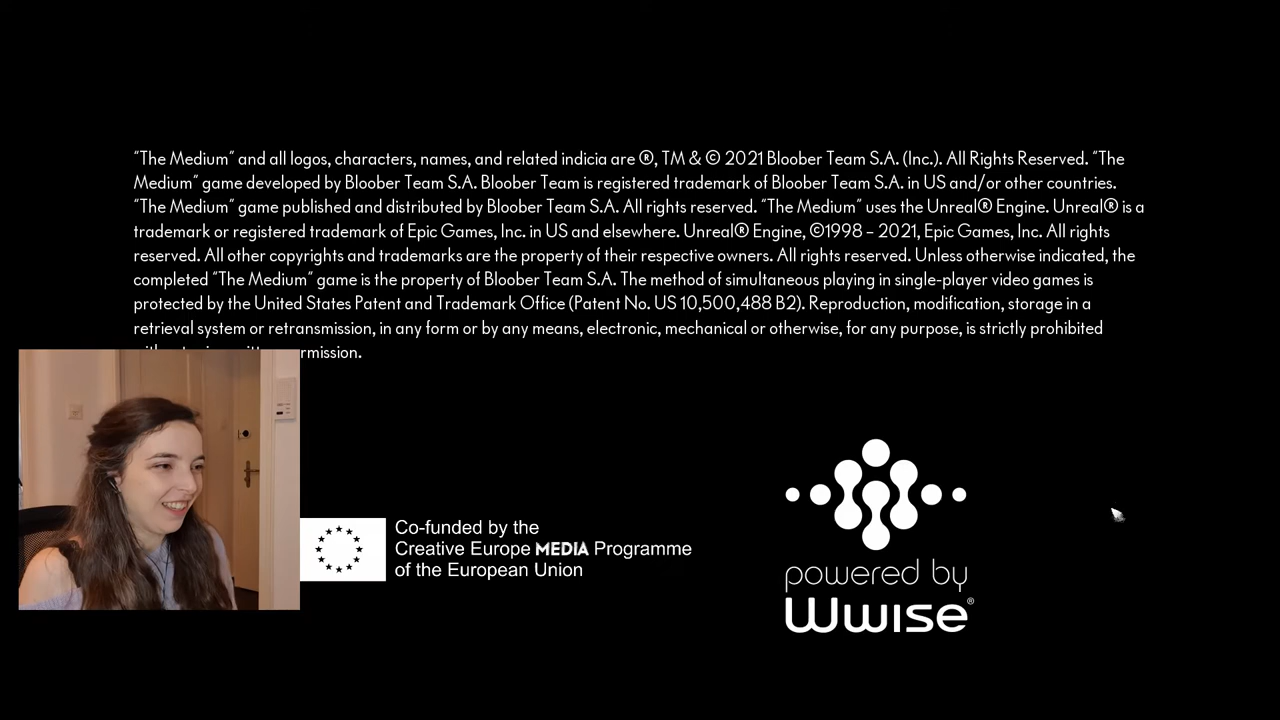 "The Medium" and all logos, characters, names, and related indicia are ®, TM & © 2021 Bloober Team S.A. (Inc.). All Rights Reserved. "The
Medium" game developed by Bloober Team S.A. Bloober Team is registered trademark of Bloober Team S.A. in US and/or other countries.
"The Medium" game published and distributed by Bloober Team S.A. All rights reserved. "The Medium" uses the Unreal® Engine. Unreal® is a
trademark or registered trademark of Epic Games, Inc. in US and elsewhere. Unreal® Engine, ©1998 – 2021, Epic Games, Inc. All rights
reserved. All other copyrights and trademarks are the property of their respective owners. All rights reserved. Unless otherwise indicated, the
completed "The Medium" game is the property of Bloober Team S.A. The method of simultaneous playing in single-player video games is
protected by the United States Patent and Trademark Office (Patent No. US 10,500,488 B2). Reproduction, modification, storage in a
retrieval system or retransmission, in any form or by any means, electronic, mechanical or otherwise, for any purpose, is strictly prohibited
Co-funded by the
Creative Europe MEDIA Programme
of the European Union
powered by
Wwise®